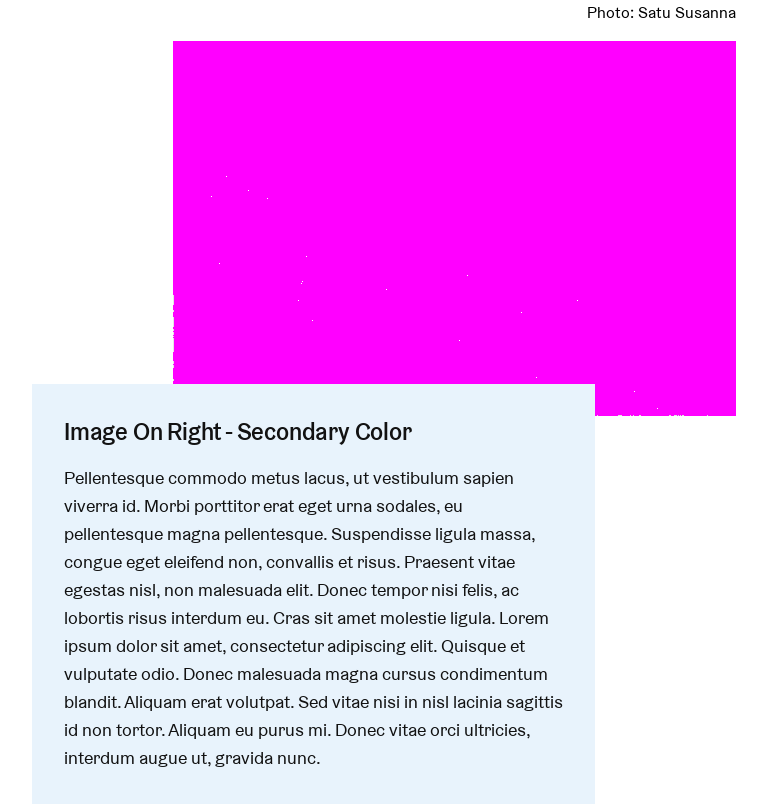 Photo: Satu Susanna
Image On Right - Secondary Color
Pellentesque commodo metus lacus, ut vestibulum sapien
viverra id. Morbi porttitor erat eget urna sodales, eu
pellentesque magna pellentesque. Suspendisse ligula massa,
congue eget eleifend non, convallis et risus. Praesent vitae
egestas nisl, non malesuada elit. Donec tempor nisi felis, ac
lobortis risus interdum eu. Cras sit amet molestie ligula. Lorem
ipsum dolor sit amet, consectetur adipiscing elit. Quisque et
vulputate odio. Donec malesuada magna cursus condimentum
blandit. Aliquam erat volutpat. Sed vitae nisi in nisl lacinia sagittis
id non tortor. Aliquam eu purus mi. Donec vitae orci ultricies,
interdum augue ut, gravida nunc.